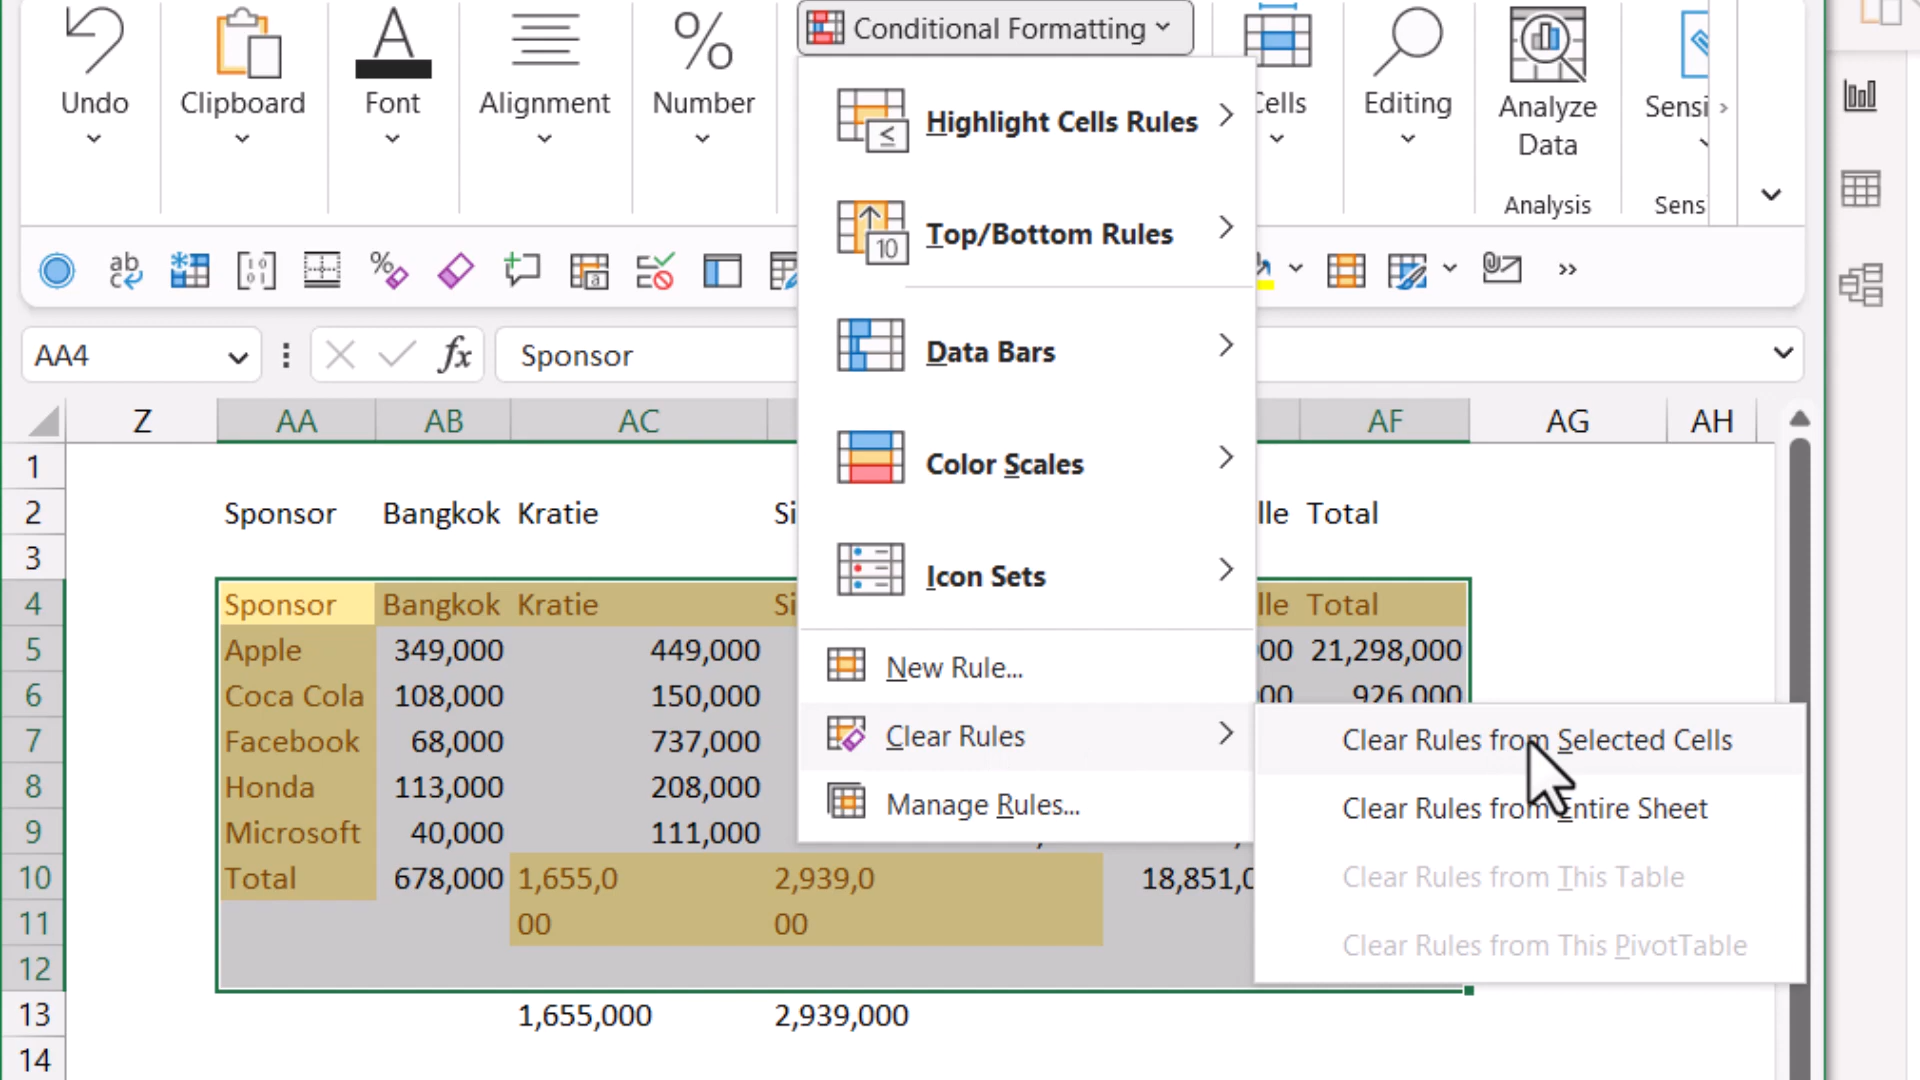 Conditional Formatting
Undo
Clipboard
Font
Alignment
Number
Cells
Editing
Analyze
Data
Sensi
Analysis
Sens
Highlight Cells Rules
Top/Bottom Rules
Data Bars
Color Scales
Icon Sets
New Rule...
Clear Rules
Manage Rules...
Clear Rules from Selected Cells
Clear Rules from Entire Sheet
Clear Rules from This Table
Clear Rules from This PivotTable
AA4 fx Sponsor
Z AA AB AC AF AG AH
1
2 Sponsor Bangkok Kratie Si lle Total
3
4 Sponsor Bangkok Kratie Si lle Total
5 Apple 349,000 449,000 00 21,298,000
6 Coca Cola 108,000 150,000 00 926,000
7 Facebook 68,000 737,000
8 Honda 113,000 208,000
9 Microsoft 40,000 111,000
10 Total 678,000 1,655,0 2,939,0 18,851,0
11 00 00
12
13 1,655,000 2,939,000
14